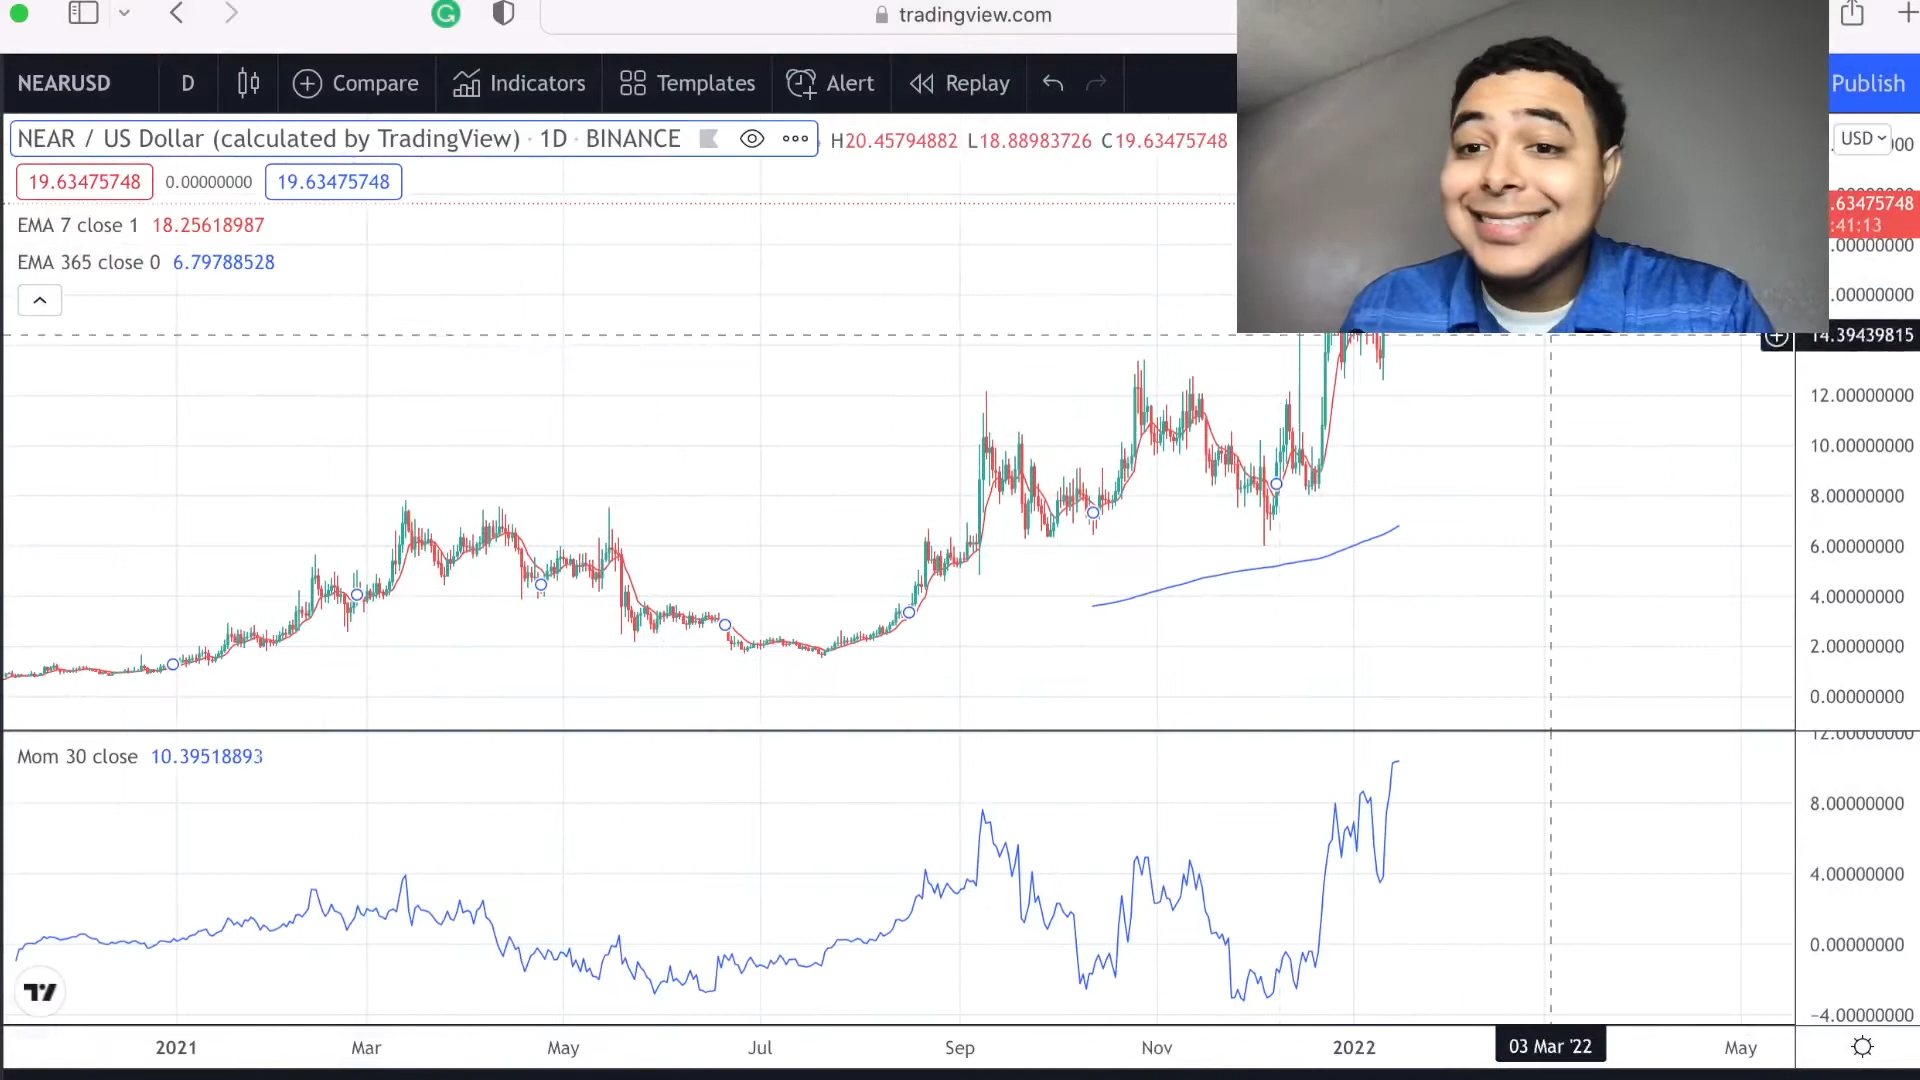 tradingview.com
NEARUSD D Compare Indicators Templates Alert Replay Publish
NEAR / US Dollar (calculated by TradingView) · 1D · BINANCE H20.45794882 L18.88983726 C19.63475748
USD
19.63475748 0.00000000 19.63475748
.63475748
:41:13
EMA 7 close 1 18.25618987
.00000000
EMA 365 close 0 6.79788528
.00000000
14.39439815
12.00000000
10.00000000
8.00000000
6.00000000
4.00000000
2.00000000
0.00000000
12.00000000
Mom 30 close 10.39518893
8.00000000
4.00000000
0.00000000
−4.00000000
2021 Mar May Jul Sep Nov 2022 03 Mar '22 May